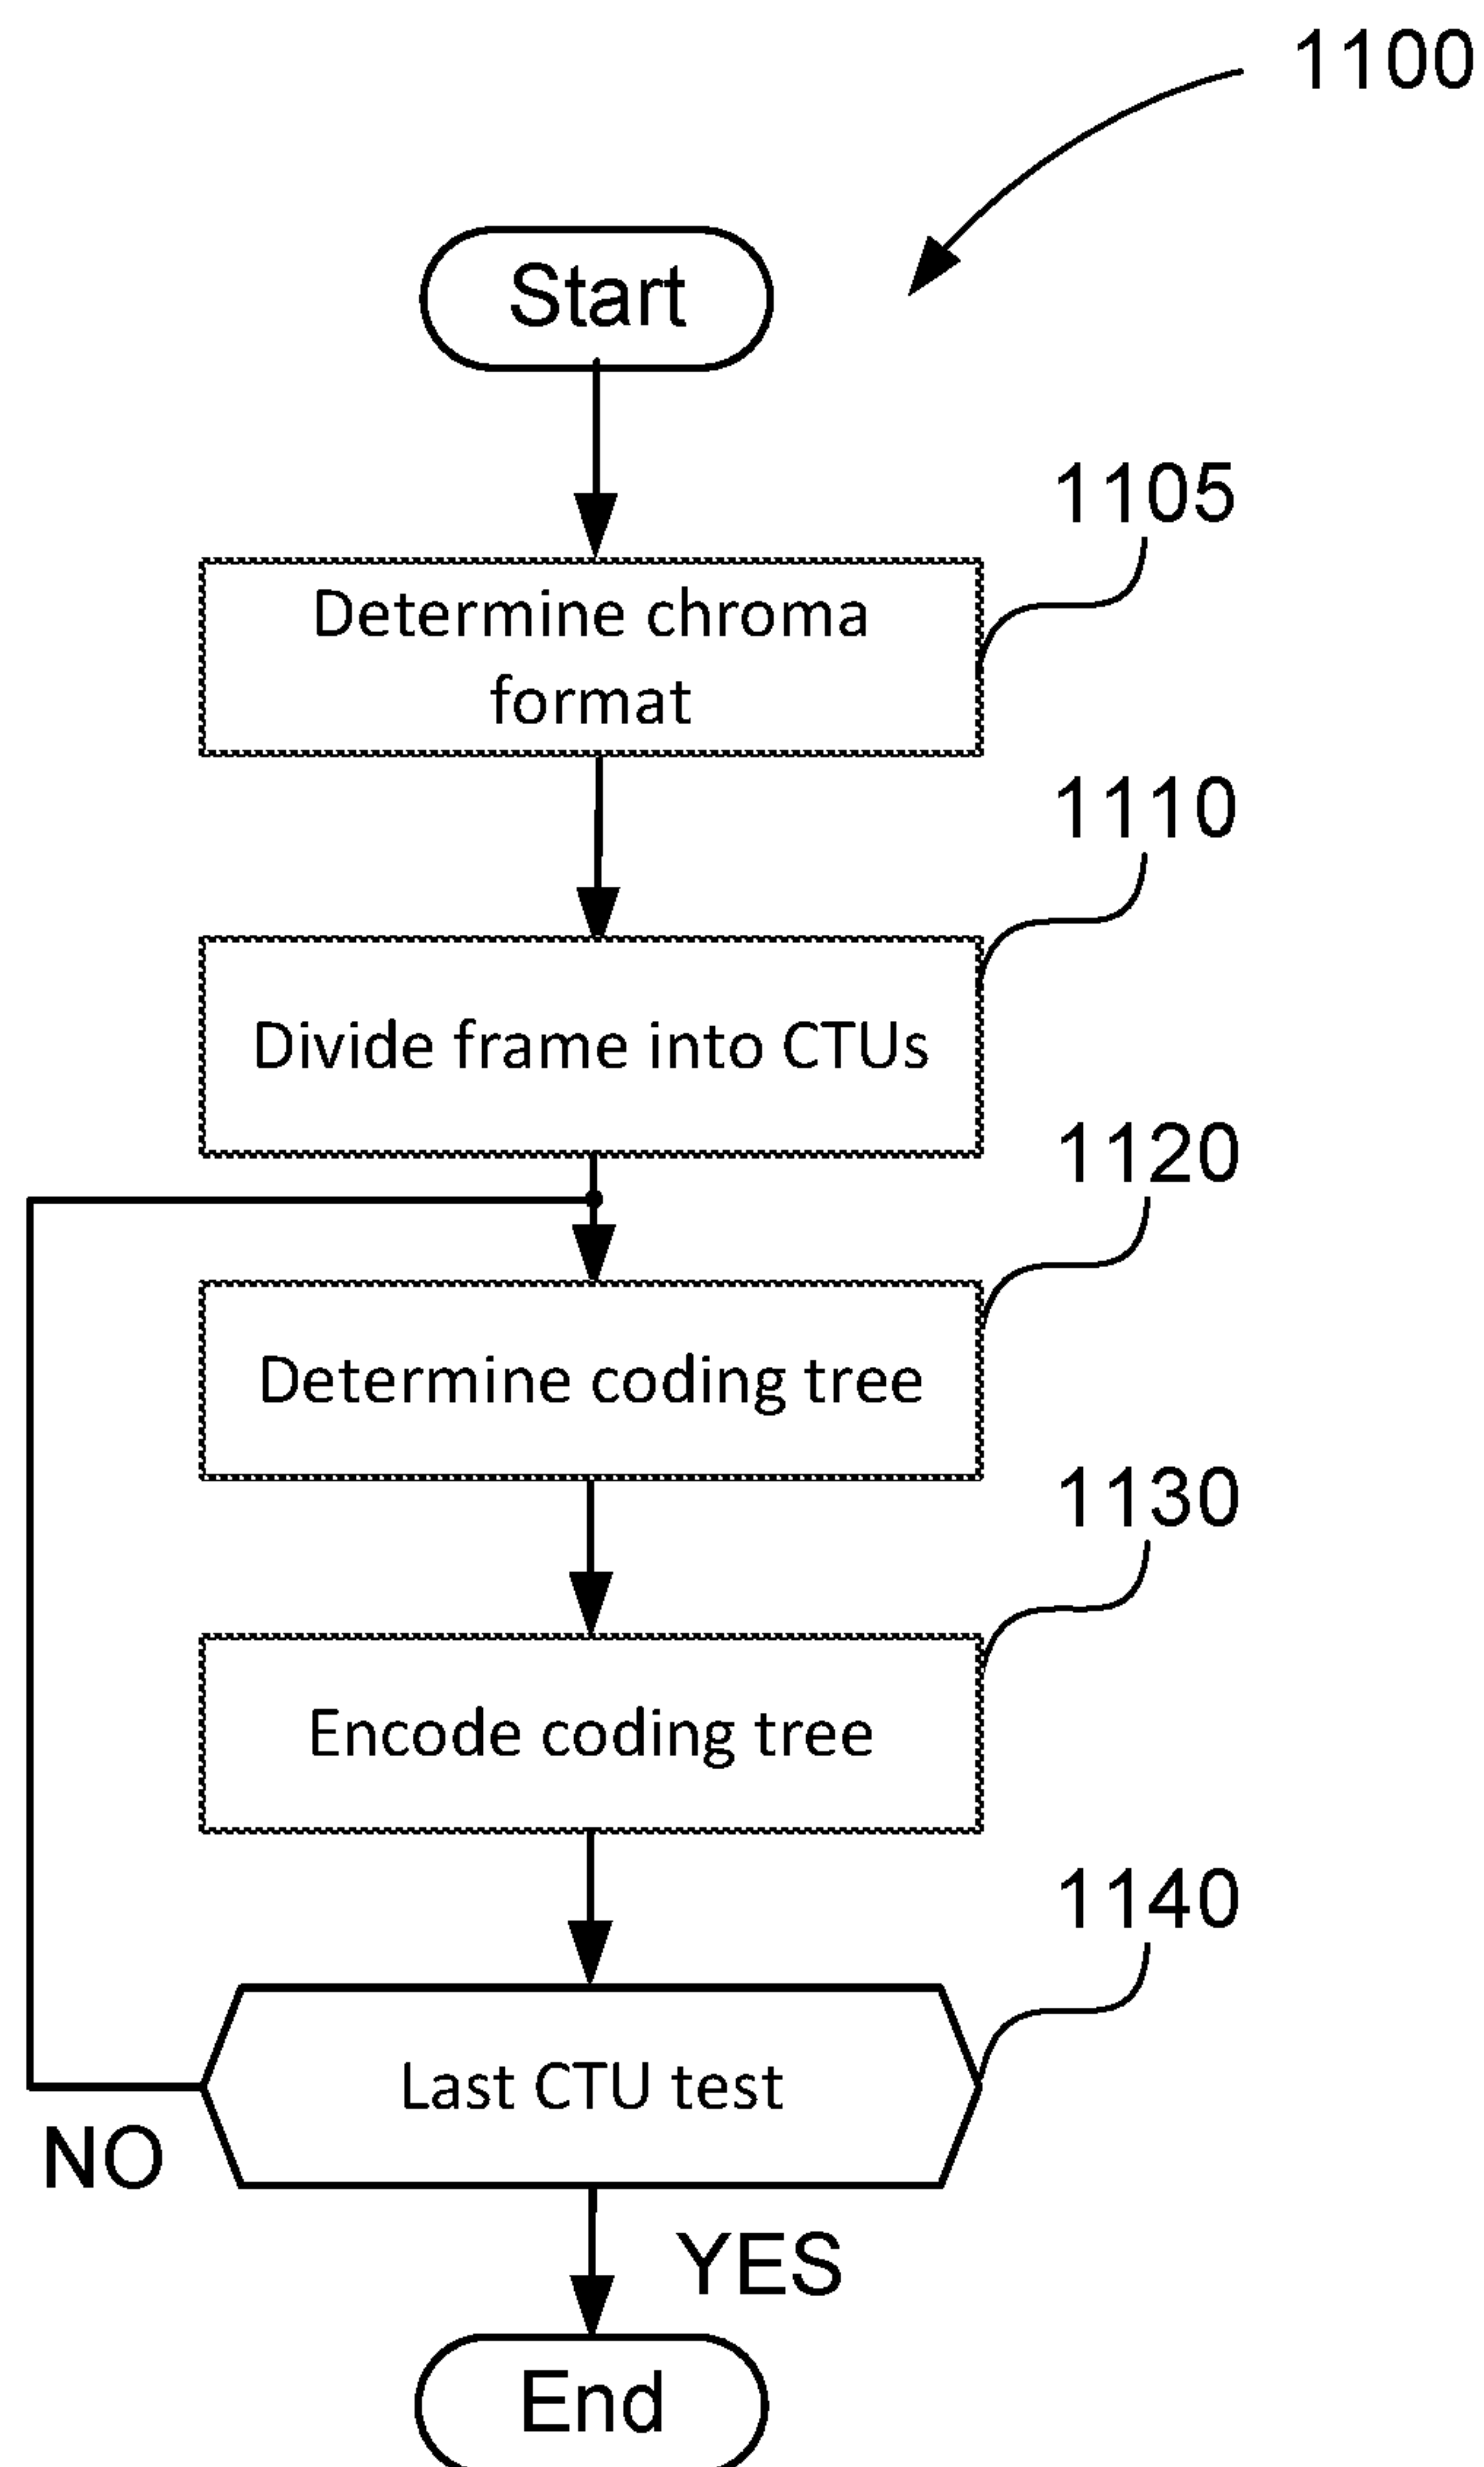 1100
Start
1105
Determine chroma
format
1110
Divide frame into CTUs
1120
Determine coding tree
1130
Encode coding tree
1140
Last CTU test
NO
YES
End